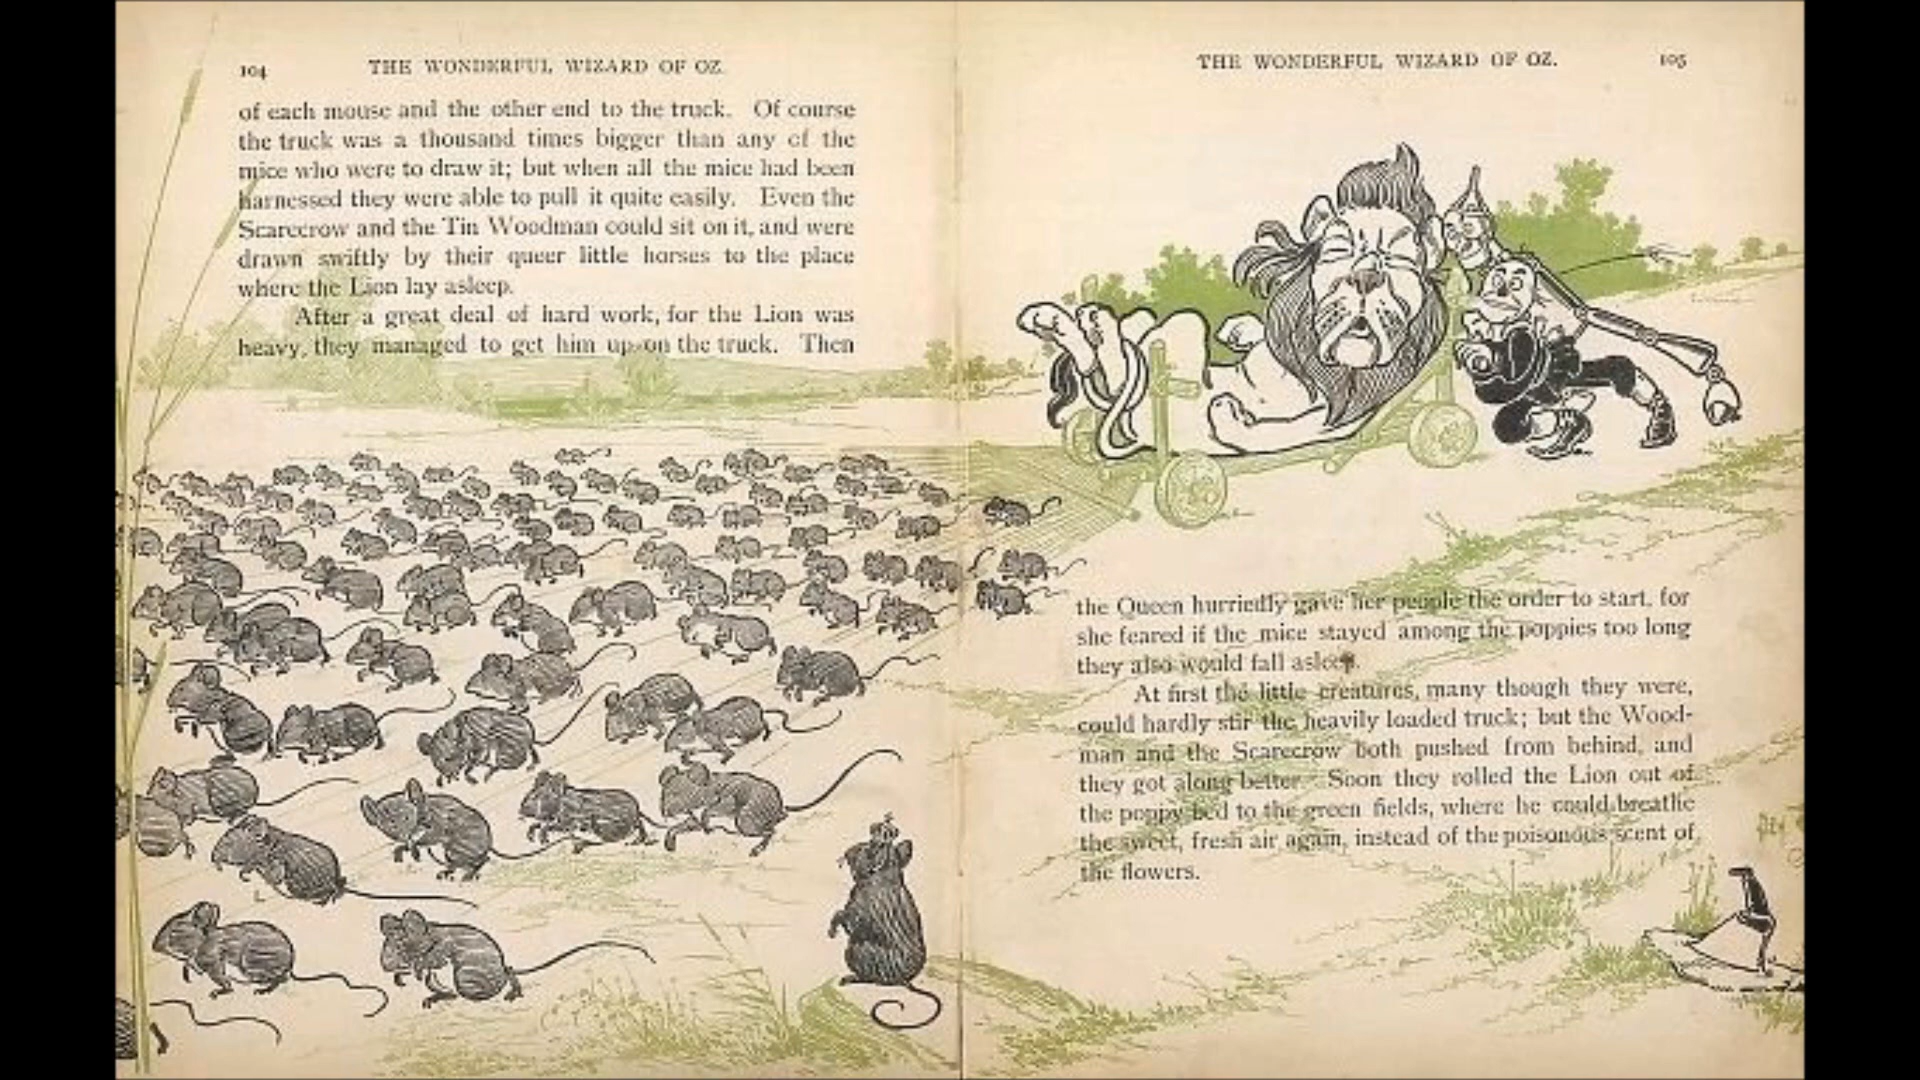 104 THE WONDERFUL WIZARD OF OZ.
of each mouse and the other end to the truck. Of course
the truck was a thousand times bigger than any of the
mice who were to draw it; but when all the mice had been
harnessed they were able to pull it quite easily. Even the
Scarecrow and the Tin Woodman could sit on it, and were
drawn swiftly by their queer little horses to the place
where the Lion lay asleep.
After a great deal of hard work, for the Lion was
heavy, they managed to get him up on the truck. Then
THE WONDERFUL WIZARD OF OZ. 105
the Queen hurriedly gave her people the order to start, for
she feared if the mice stayed among the poppies too long
they also would fall asleep.
At first the little creatures, many though they were,
could hardly stir the heavily loaded truck; but the Wood-
man and the Scarecrow both pushed from behind, and
they got along better. Soon they rolled the Lion out of
the poppy bed to the green fields, where he could breathe
the sweet, fresh air again, instead of the poisonous scent of
the flowers.